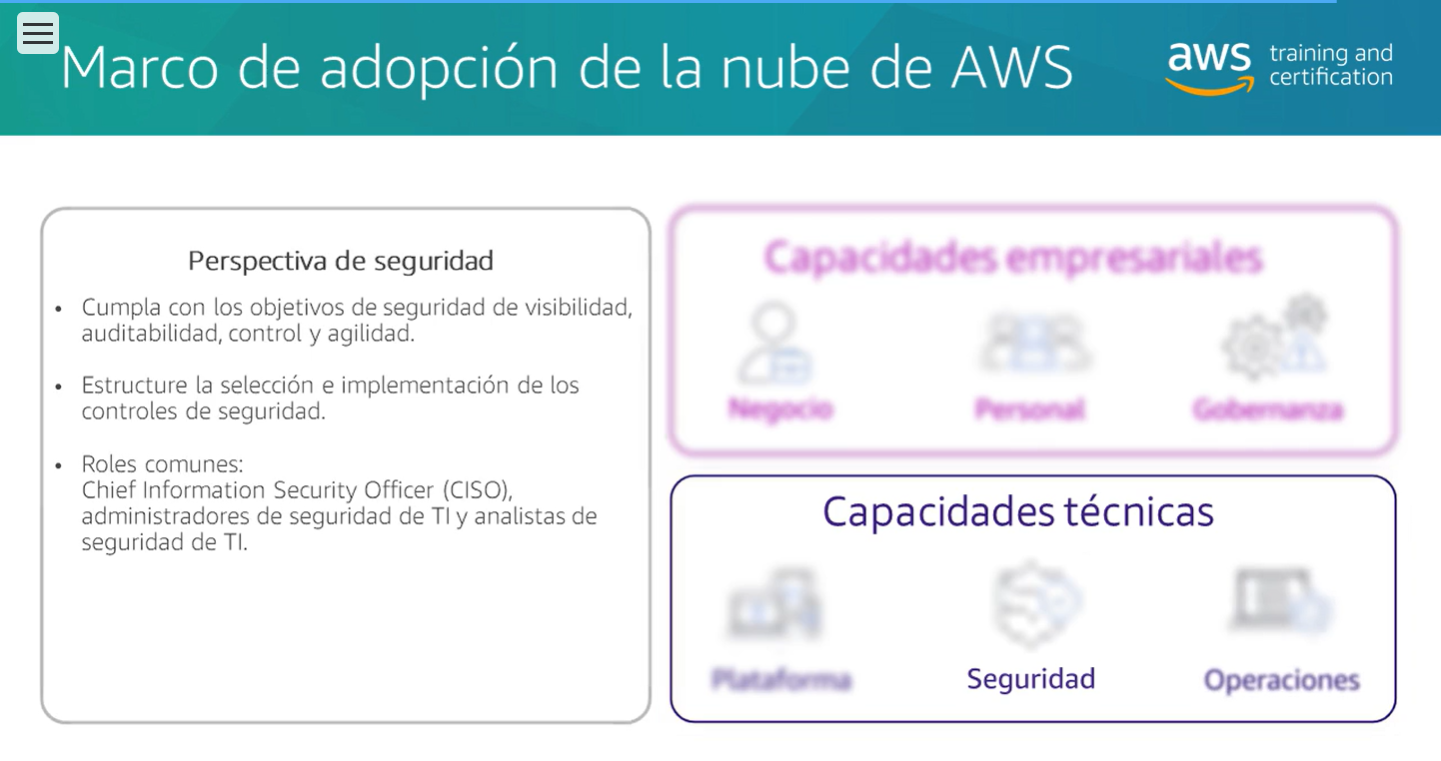 Marco de adopción de la nube de AWS
aws training and
certification
Perspectiva de seguridad
• Cumpla con los objetivos de seguridad de visibilidad,
auditabilidad, control y agilidad.
• Estructure la selección e implementación de los
controles de seguridad.
• Roles comunes:
Chief Information Security Officer (CISO),
administradores de seguridad de TI y analistas de
seguridad de TI.
Capacidades empresariales
Negocio
Personal
Gobernanza
Capacidades técnicas
Plataforma
Seguridad
Operaciones